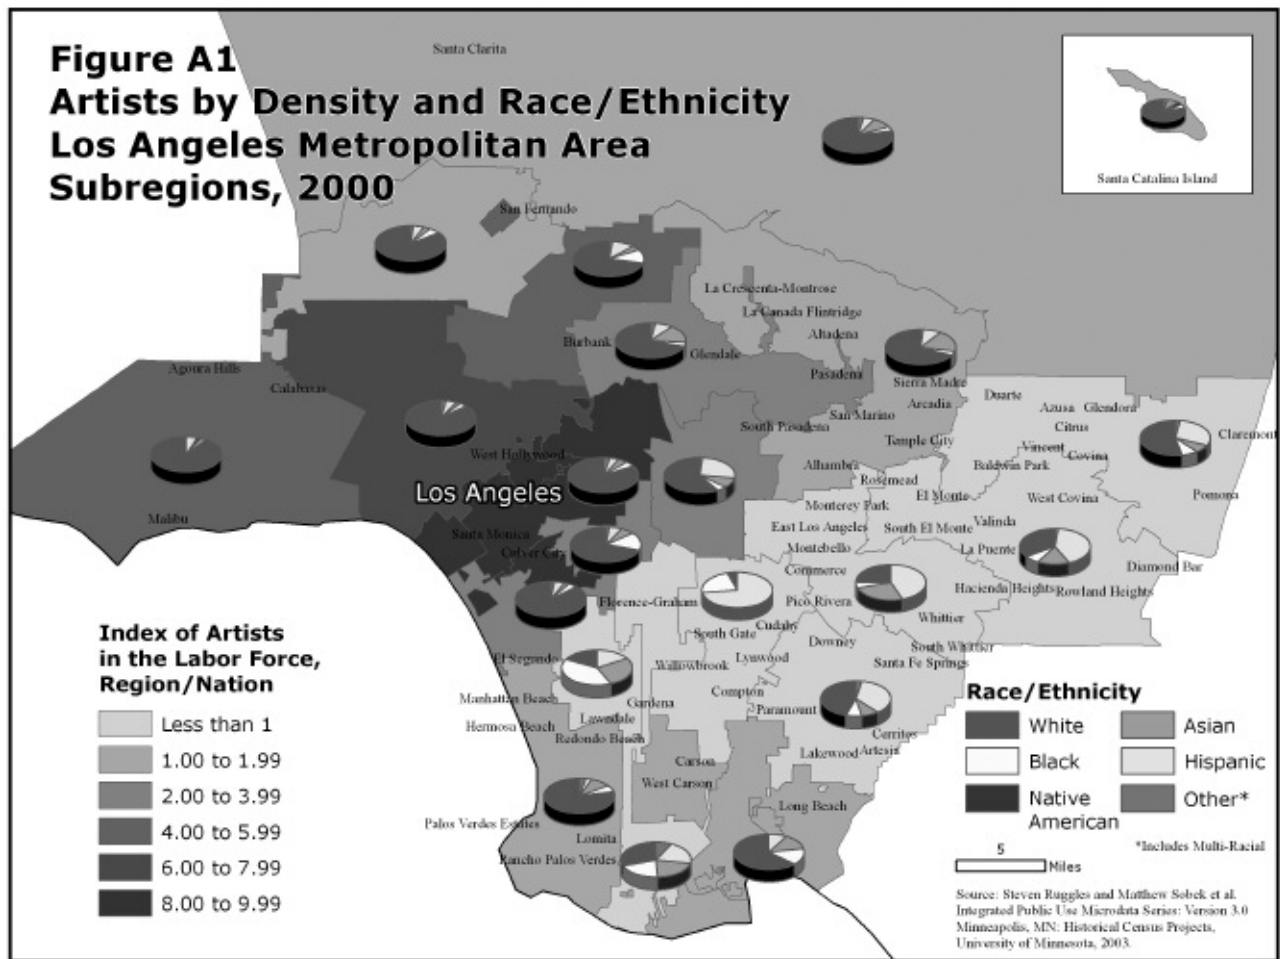 Figure A1
Artists by Density and Race/Ethnicity
Los Angeles Metropolitan Area
Subregions, 2000
Santa Clarita
Santa Catalina Island
San Fernando
La Crescenta-Montrose
La Canada Flintridge
Altadena
Burbank
Glendale
Pasadena
Sierra Madre
Agoura Hills
Calabasas
Arcadia
Duarte
Azusa
Glendora
San Marino
Citrus
South Pasadena
Claremont
West Hollywood
Temple City
Vincent
Covina
Alhambra
Baldwin Park
Rosemead
Los Angeles
El Monte
West Covina
Pomona
Monterey Park
Malibu
East Los Angeles
South El Monte
Valinda
Santa Monica
Culver City
Montebello
La Puente
Diamond Bar
Commerce
Hacienda Heights
Rowland Heights
Florence-Graham
Pico Rivera
Whittier
Cudahy
South Gate
Downey
South Whittier
El Segundo
Willowbrook
Lynwood
Santa Fe Springs
Manhattan Beach
Gardena
Compton
Paramount
Hermosa Beach
Lawndale
Redondo Beach
Cerritos
Artesia
Lakewood
Carson
West Carson
Long Beach
Palos Verdes Estates
Lomita
Rancho Palos Verdes
Index of Artists
in the Labor Force,
Region/Nation
Less than 1
1.00 to 1.99
2.00 to 3.99
4.00 to 5.99
6.00 to 7.99
8.00 to 9.99
Race/Ethnicity
White
Asian
Black
Hispanic
Native
American
Other*
*Includes Multi-Racial
5
Miles
Source: Steven Ruggles and Matthew Sobek et al.
Integrated Public Use Microdata Series: Version 3.0
Minneapolis, MN: Historical Census Projects,
University of Minnesota, 2003.